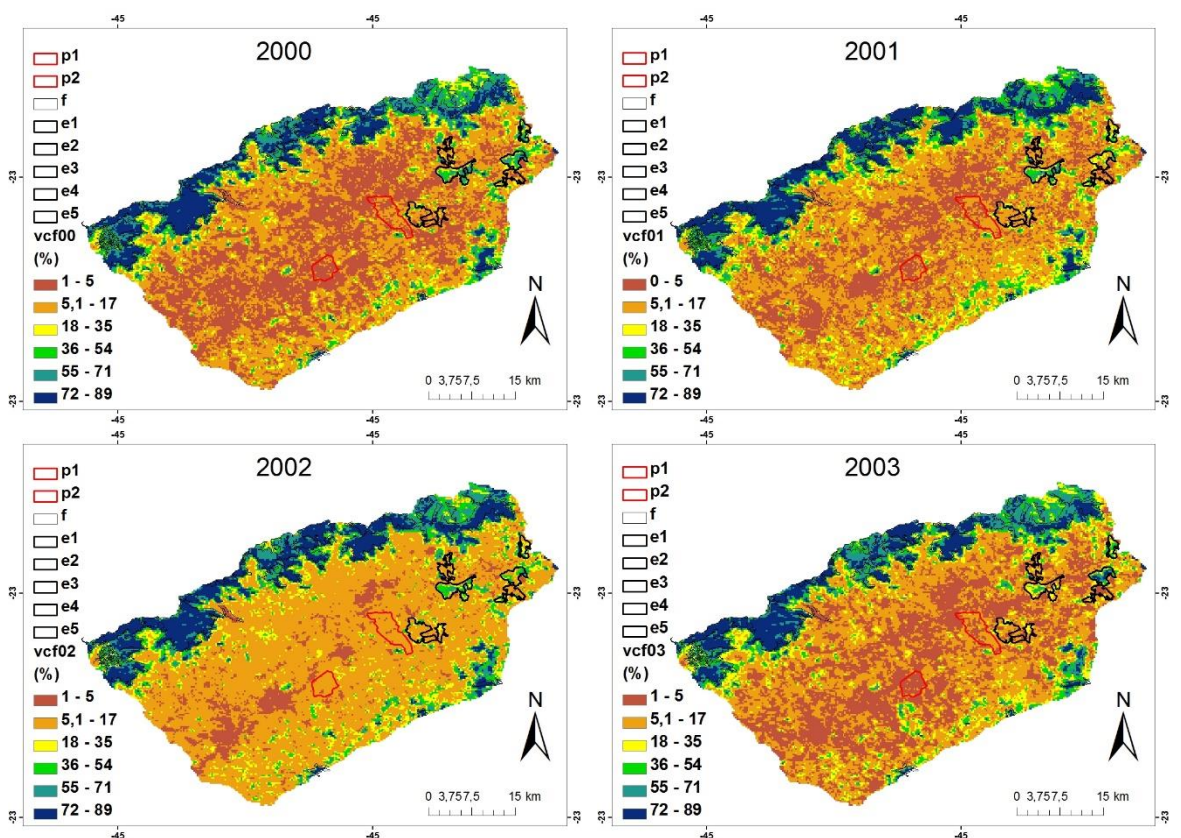 -45 -45
2000
p1
p2
f
e1
e2
e3
e4
e5
vcf00
(%)
1 - 5
5,1 - 17
18 - 35
36 - 54
55 - 71
72 - 89
-23
-23
N
0 3,757,5 15 km
-45 -45
-45
2001
p1
p2
f
e1
e2
e3
e4
e5
vcf01
(%)
0 - 5
5,1 - 17
18 - 35
36 - 54
55 - 71
72 - 89
-23
-23
-23
-23
N
0 3,757,5 15 km
-45
-45 -45
2002
p1
p2
f
e1
e2
e3
e4
e5
vcf02
(%)
1 - 5
5,1 - 17
18 - 35
36 - 54
55 - 71
72 - 89
-23
-23
N
0 3,757,5 15 km
-45 -45
-45
2003
p1
p2
f
e1
e2
e3
e4
e5
vcf03
(%)
1 - 5
5,1 - 17
18 - 35
36 - 54
55 - 71
72 - 89
-23
-23
-23
-23
N
0 3,757,5 15 km
-45